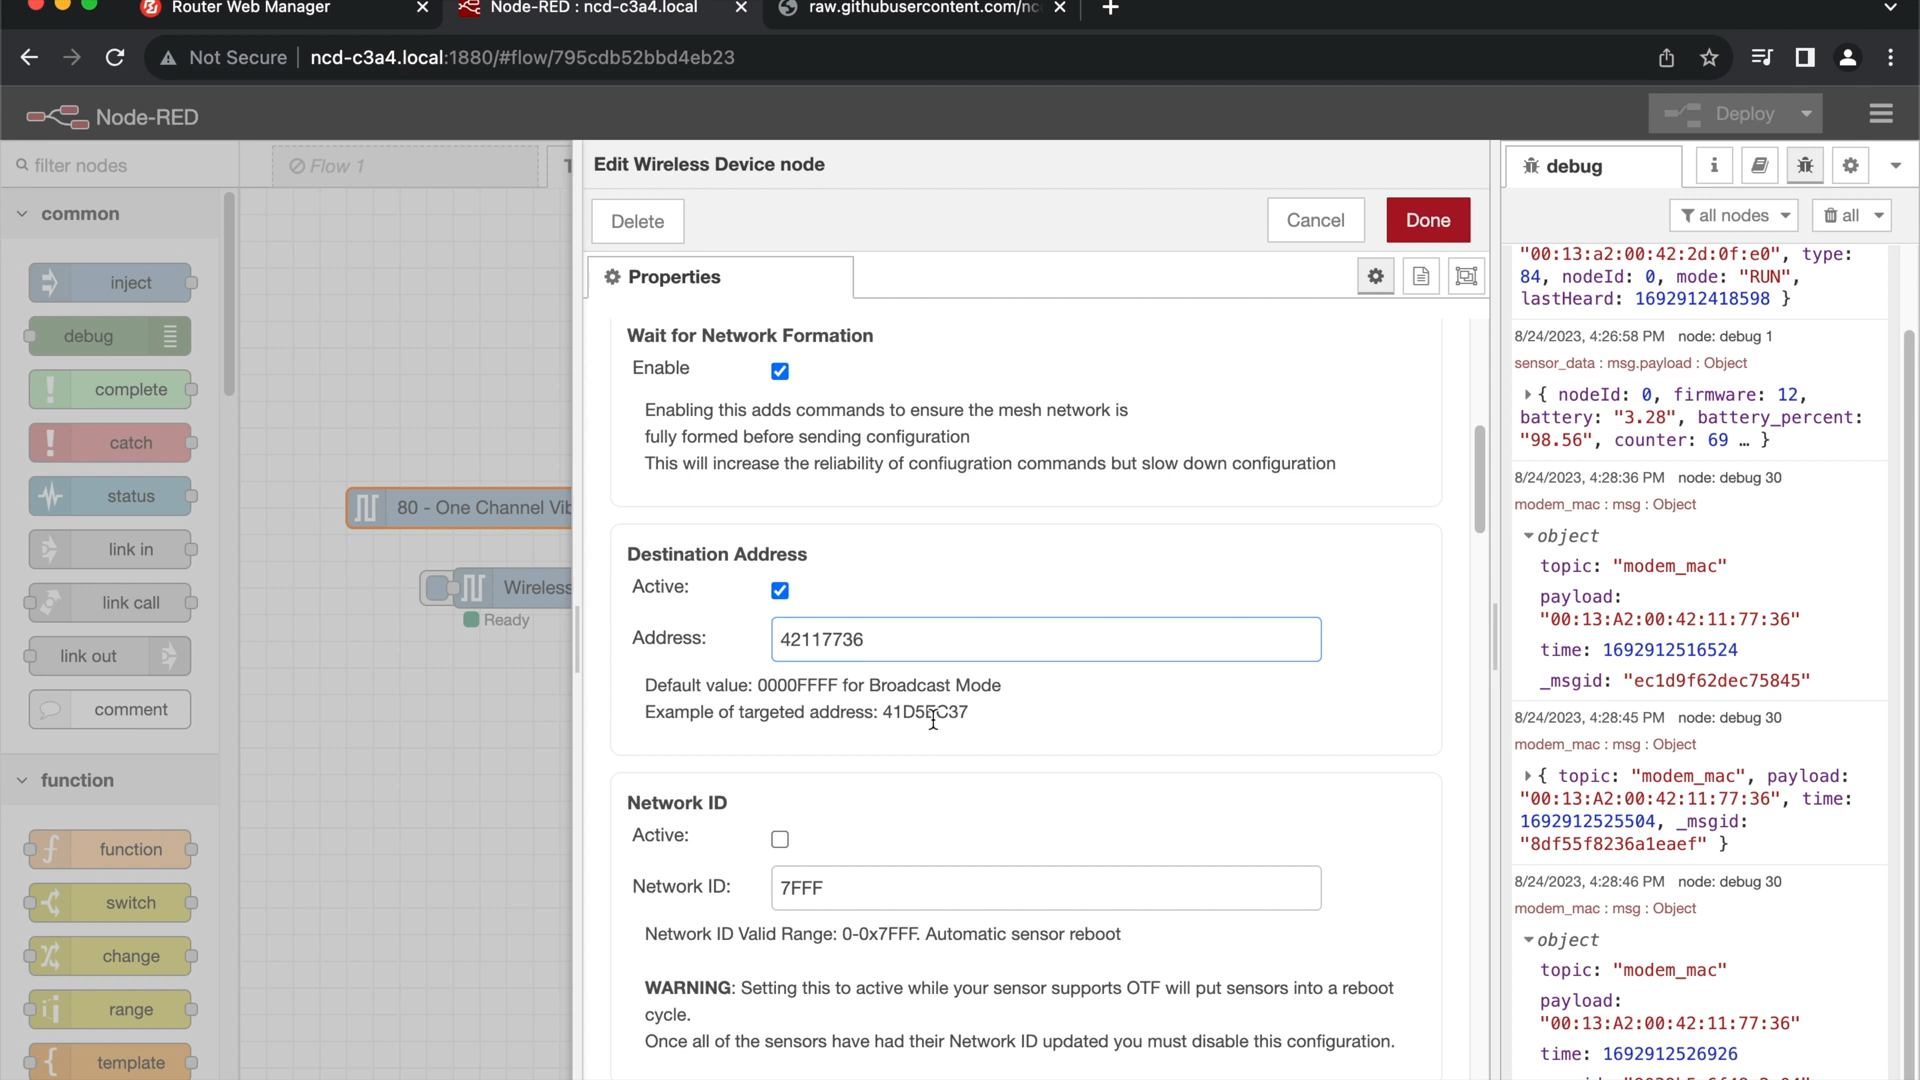 Router Web Manager
Node-RED : ncd-c3a4.local
raw.githubusercontent.com/nc
Not Secure
ncd-c3a4.local:1880/#flow/795cdb52bbd4eb23
Node-RED
Deploy
filter nodes
Flow 1
common
inject
debug
complete
catch
status
link in
link call
link out
comment
function
function
switch
change
range
template
80 - One Channel Vib
Wireless
Ready
Edit Wireless Device node
Delete
Cancel
Done
Properties
Wait for Network Formation
Enable
Enabling this adds commands to ensure the mesh network is
fully formed before sending configuration
This will increase the reliability of confiugration commands but slow down configuration
Destination Address
Active:
Address:
42117736
Default value: 0000FFFF for Broadcast Mode
Example of targeted address: 41D5EC37
Network ID
Active:
Network ID:
7FFF
Network ID Valid Range: 0-0x7FFF. Automatic sensor reboot
WARNING: Setting this to active while your sensor supports OTF will put sensors into a reboot
cycle.
Once all of the sensors have had their Network ID updated you must disable this configuration.
debug
all nodes
all
"00:13:a2:00:42:2d:0f:e0", type:
84, nodeId: 0, mode: "RUN",
lastHeard: 1692912418598 }
8/24/2023, 4:26:58 PM node: debug 1
sensor_data : msg.payload : Object
{ nodeId: 0, firmware: 12,
battery: "3.28", battery_percent:
"98.56", counter: 69 … }
8/24/2023, 4:28:36 PM node: debug 30
modem_mac : msg : Object
object
topic: "modem_mac"
payload:
"00:13:A2:00:42:11:77:36"
time: 1692912516524
_msgid: "ec1d9f62dec75845"
8/24/2023, 4:28:45 PM node: debug 30
modem_mac : msg : Object
{ topic: "modem_mac", payload:
"00:13:A2:00:42:11:77:36", time:
1692912525504, _msgid:
"8df55f8236a1eaef" }
8/24/2023, 4:28:46 PM node: debug 30
modem_mac : msg : Object
object
topic: "modem_mac"
payload:
"00:13:A2:00:42:11:77:36"
time: 1692912526926